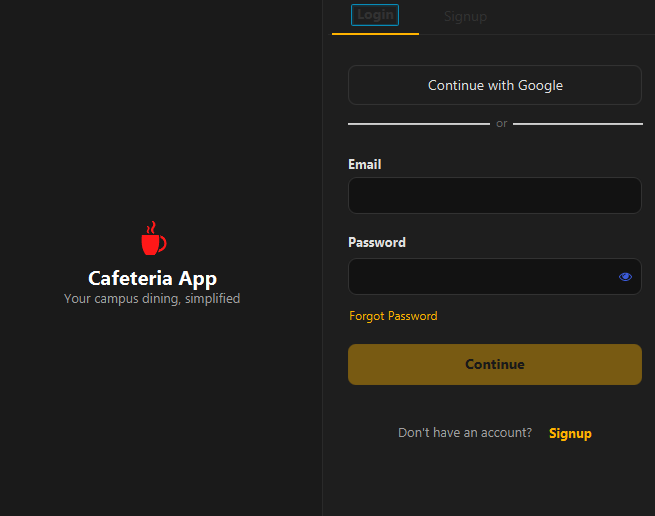 Login
Signup
Continue with Google
or
Email
Password
Forgot Password
Continue
Don't have an account? Signup
Cafeteria App
Your campus dining, simplified